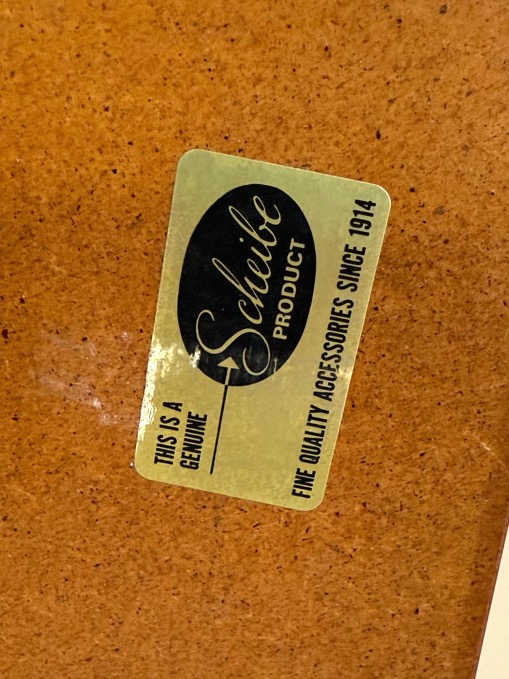 THIS IS A
GENUINE
Scheibe
PRODUCT
FINE QUALITY ACCESSORIES SINCE 1914